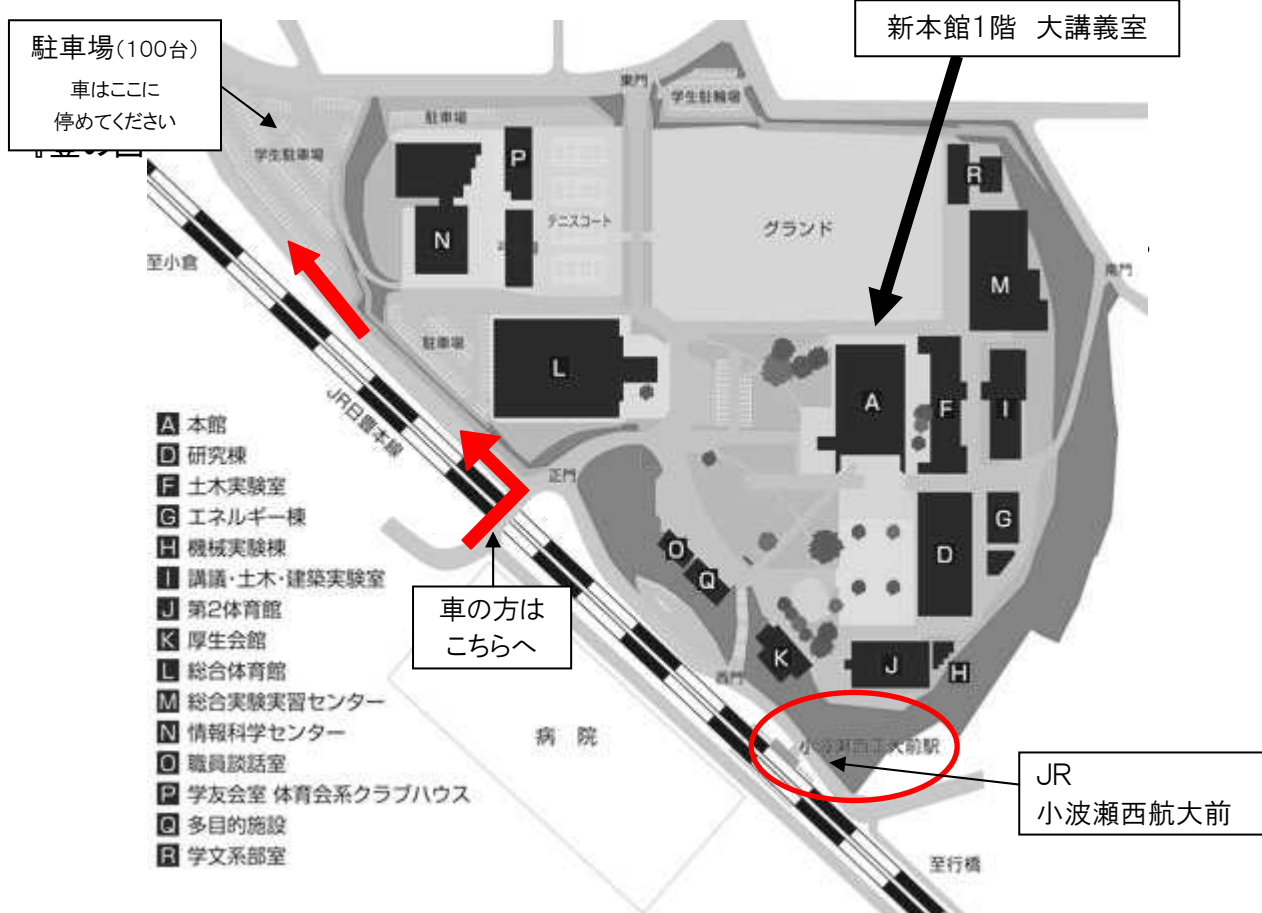 新本館1階 大講義室
駐車場(100台)
車はここに
停めてください
東門
学生駐輪場
駐車場
学生駐車場
P
R
テニスコート
グランド
N
至小倉
南門
M
駐車場
L
A
F
I
JR日豊本線
A 本館
D 研究棟
F 土木実験室
G エネルギー棟
H 機械実験棟
I 講議・土木・建築実験室
J 第2体育館
K 厚生会館
L 総合体育館
M 総合実験実習センター
N 情報科学センター
O 職員談話室
P 学友会室 体育会系クラブハウス
Q 多目的施設
R 学文系部室
正門
G
D
O
Q
車の方は
こちらへ
K
J
H
西門
病 院
小波瀬西工大前駅
JR
小波瀬西航大前
至行橋